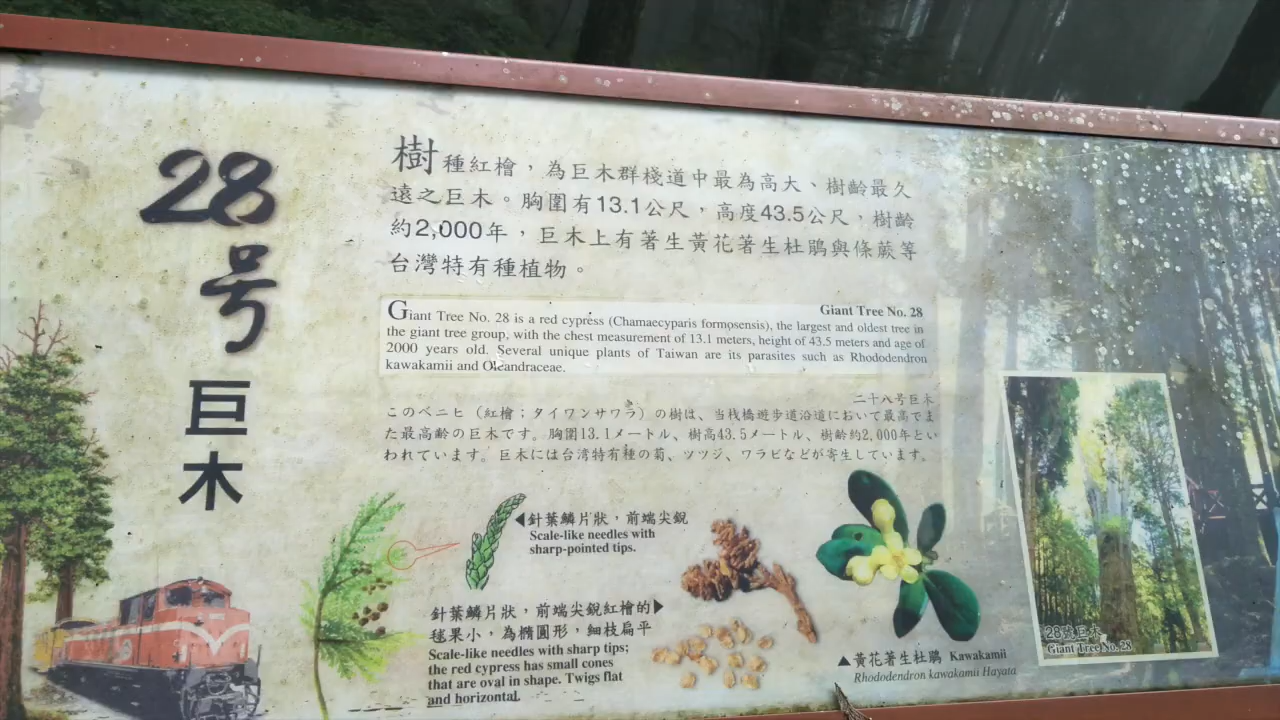 28
号
巨
木
樹種紅檜，為巨木群棧道中最為高大、樹齡最久
遠之巨木。胸圍有13.1公尺，高度43.5公尺，樹齡
約2,000年，巨木上有著生黃花著生杜鵑與條蕨等
台灣特有種植物。
Giant Tree No. 28
Giant Tree No. 28 is a red cypress (Chamaecyparis formosensis), the largest and oldest tree in
the giant tree group, with the chest measurement of 13.1 meters, height of 43.5 meters and age of
2000 years old. Several unique plants of Taiwan are its parasites such as Rhododendron
kawakamii and Oleandraceae.
二十八号巨木
このベニヒ（紅檜；タイワンサワラ）の樹は、当桟橋遊歩道沿道において最高でま
た最高齢の巨木です。胸囲13.1メートル、樹高43.5メートル、樹齢約2,000年とい
われています。巨木には台湾特有種の蔔、ツツジ、ワラビなどが寄生しています。
◀針葉鱗片狀，前端尖銳
Scale-like needles with
sharp-pointed tips.
針葉鱗片狀，前端尖銳紅檜的▶
毬果小，為橢圓形，細枝扁平
Scale-like needles with sharp tips;
the red cypress has small cones
that are oval in shape. Twigs flat
and horizontal.
▲黃花著生杜鵑 Kawakamii
Rhododendron kawakamii Hayata
28號巨木
Giant Tree No. 28